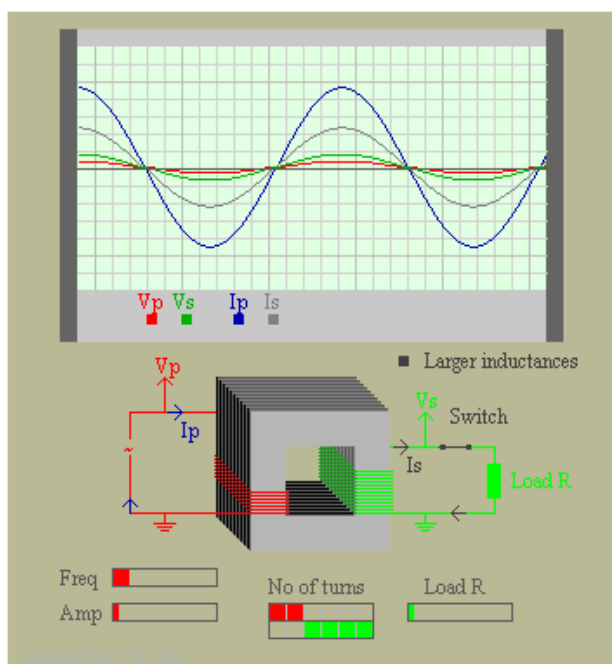 Vp Vs Ip Is
Vp
Larger inductances
Vs
Switch
Ip
Is
~
Load R
Freq
No of turns
Load R
Amp